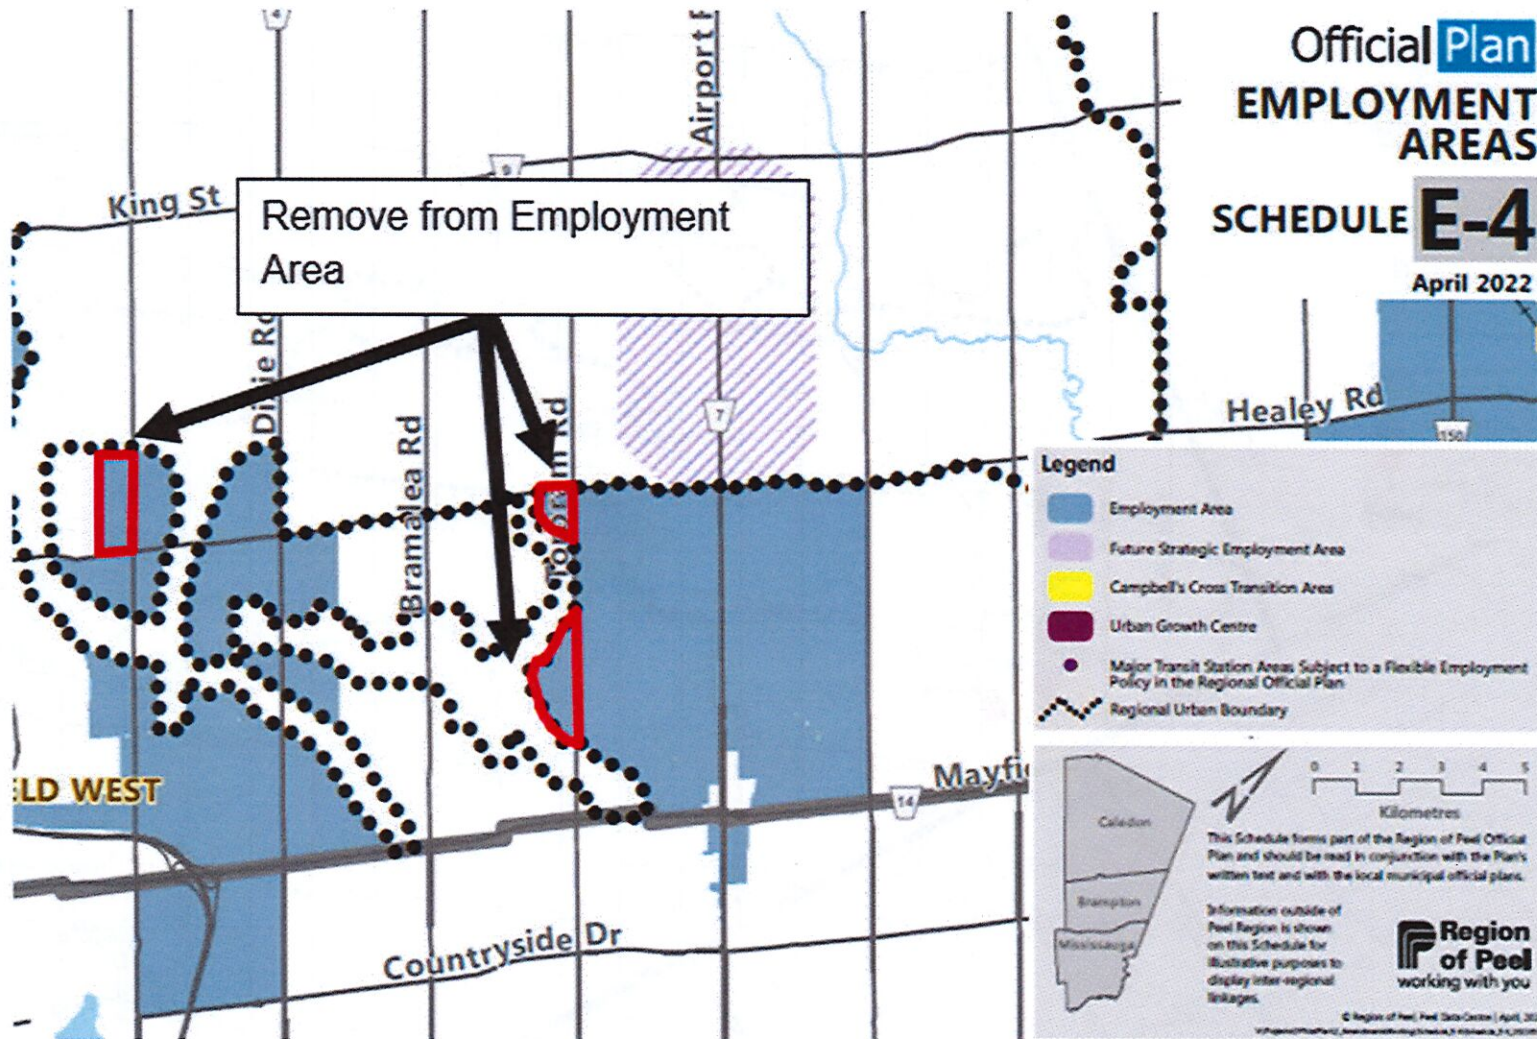 Official Plan
EMPLOYMENT
AREAS
SCHEDULE E-4
April 2022
4
Airport
9
King St
Remove from Employment
Area
Bramalea Rd
Rd
7
Healey Rd
150
Legend
Employment Area
Future Strategic Employment Area
Campbell's Cross Transition Area
Urban Growth Centre
Major Transit Station Areas Subject to a Flexible Employment
Policy in the Regional Official Plan
Regional Urban Boundary
LD WEST
14
Countryside Dr
N
0 1 2 3 4 5
Kilometres
Caledon
Brampton
Mississauga
This Schedule forms part of the Region of Peel Official
Plan and should be read in conjunction with the Plan's
written text and with the local municipal official plans.
Information outside of
Peel Region is shown
on this Schedule for
illustrative purposes to
display inter-regional
linkages.
Region
of Peel
working with you